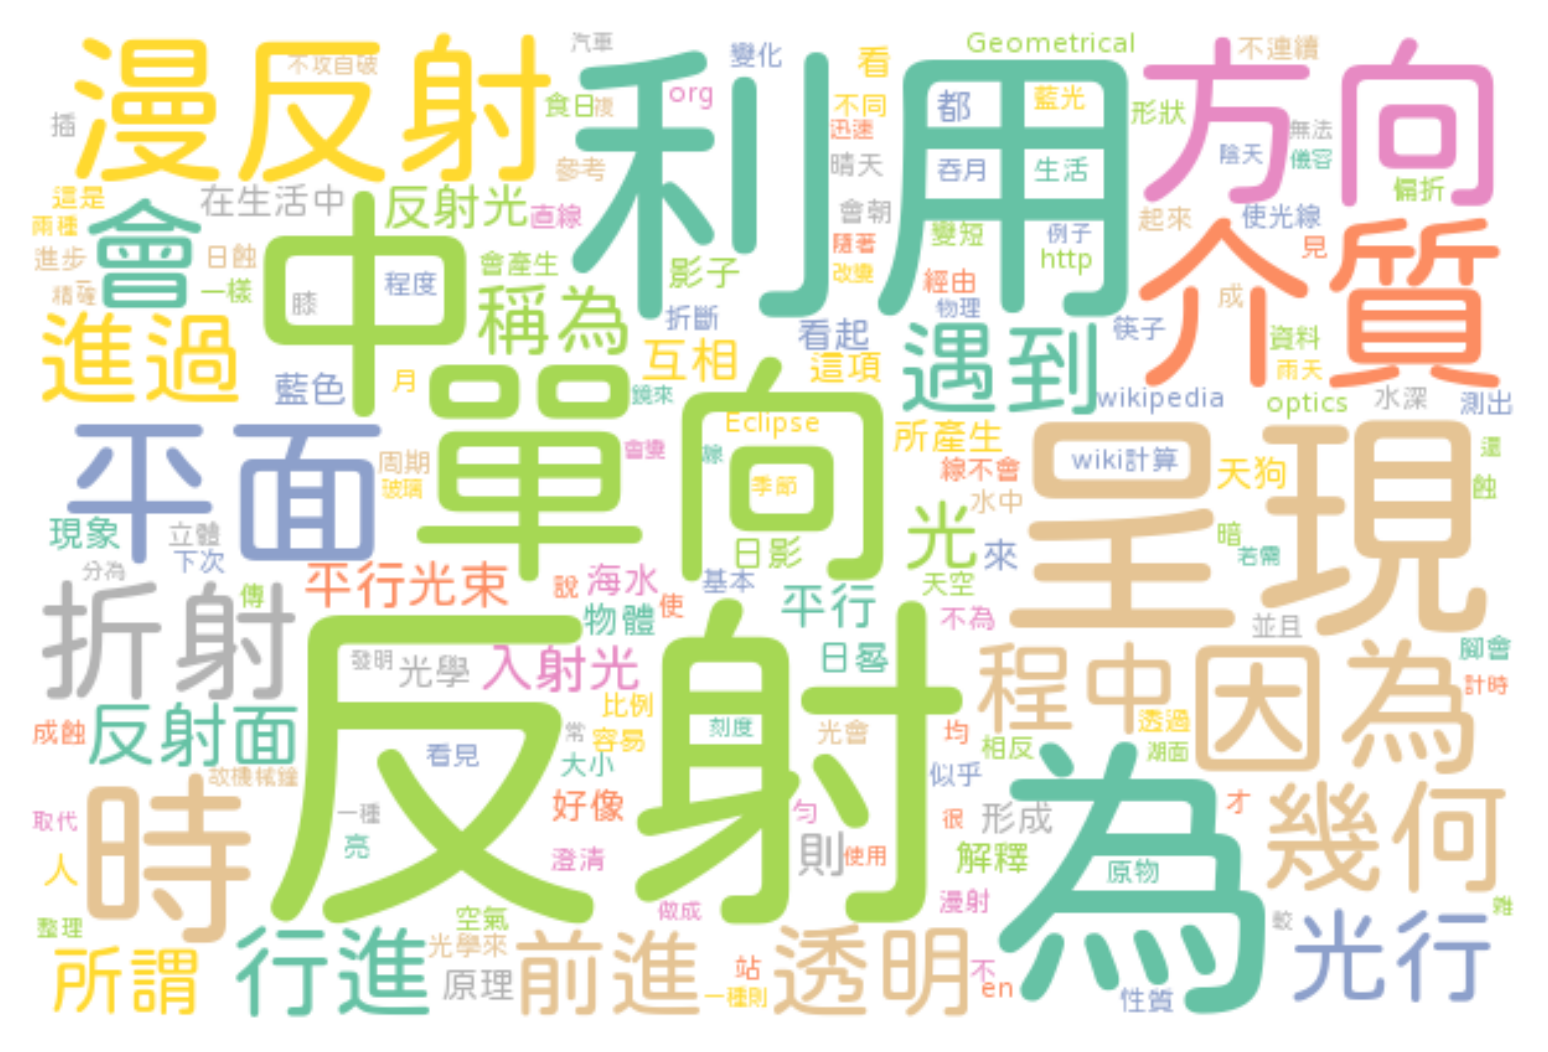 漫反射
不攻自破
汽車
變化
看
Geometrical
不連續
方向
利用
org
食日
複
插
不同
都
藍光
形狀
迅速
無法
參考
晴天
吞月
生活
陰天
儀容
偏折
這是
在生活中
反射光
直線
會朝
起來
使光線
兩種
會
中
變短
例子
隨著
見
介質
進步
日蝕
會產生
影子
http
改變
程度
一樣
經由
成
精確
膝
稱為
折斷
物理
看起
筷子
進過
互相
這項
遇到
資料
雨天
藍色
月
單向
鏡來
wikipedia
optics
水深
測出
Eclipse
所產生
呈現
平面
周期
會變
線
線不會
wiki計算
天狗
還
玻璃
季節
水中
蝕
現象
立體
日影
光
來
暗
若需
下次
分為
平行光束
說
海水
基本
天空
折射
傳
使
物體
平行
不為
並且
反射
發明
光學
入射光
日晷
程中
因為
腳會
計時
成蝕
反射面
比例
刻度
光會
均
透過
看見
常
容易
相反
湖面
故機械鐘
大小
似乎
為
時
取代
一種
好像
勻
形成
很
才
幾何
亮
澄清
則
使用
解釋
原物
人
漫射
做成
整理
空氣
較
雜
光行
所謂
行進
光學來
原理
前進
站
一種則
透明
不
en
性質